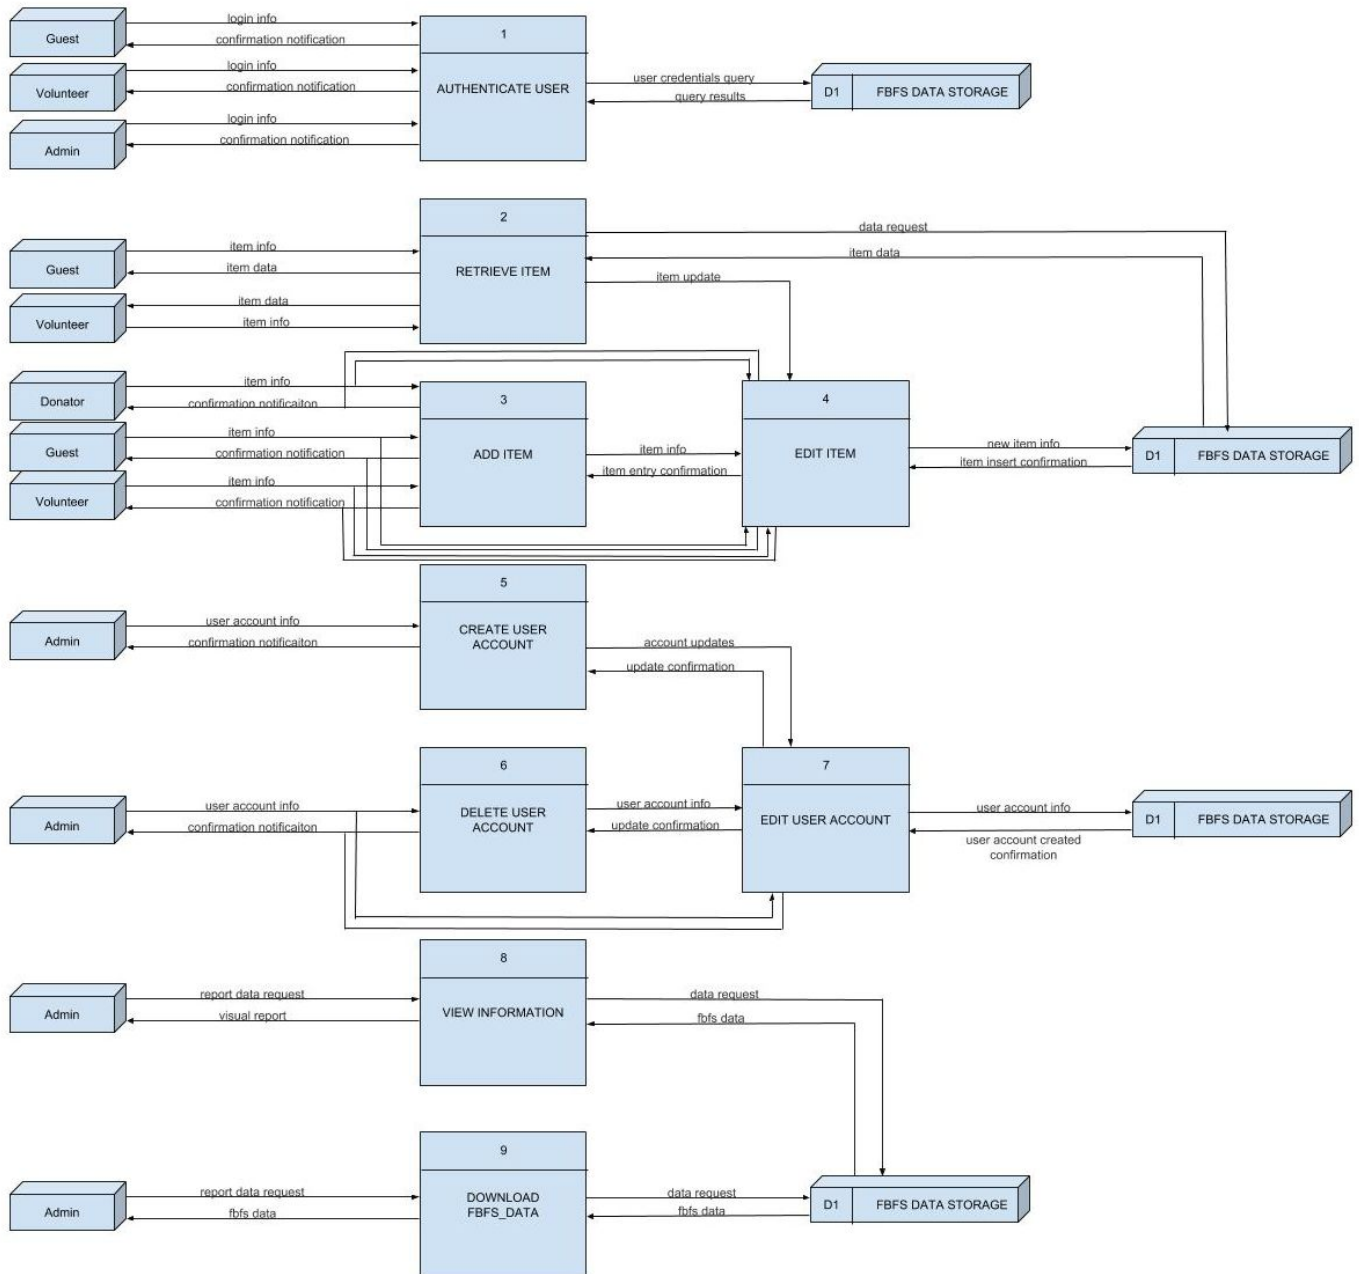 login info
Guest
confirmation notification
1
login info
Volunteer
confirmation notification
AUTHENTICATE USER
user credentials query
query results
D1
FBFS DATA STORAGE
login info
confirmation notification
Admin
2
RETRIEVE ITEM
data request
item data
item update
item info
Guest
item data
item data
Volunteer
item info
item info
Donator
confirmation notificaiton
3
ADD ITEM
4
EDIT ITEM
item info
Guest
confirmation notification
item info
item entry confirmation
new item info
item insert confirmation
D1
FBFS DATA STORAGE
item info
Volunteer
confirmation notification
5
CREATE USER
ACCOUNT
user account info
Admin
confirmation notificaiton
account updates
update confirmation
6
DELETE USER
ACCOUNT
7
EDIT USER ACCOUNT
user account info
Admin
confirmation notificaiton
user account info
update confirmation
user account info
user account created
confirmation
D1
FBFS DATA STORAGE
8
VIEW INFORMATION
report data request
Admin
visual report
data request
fbfs data
9
DOWNLOAD
FBFS_DATA
report data request
Admin
fbfs data
data request
fbfs data
D1
FBFS DATA STORAGE